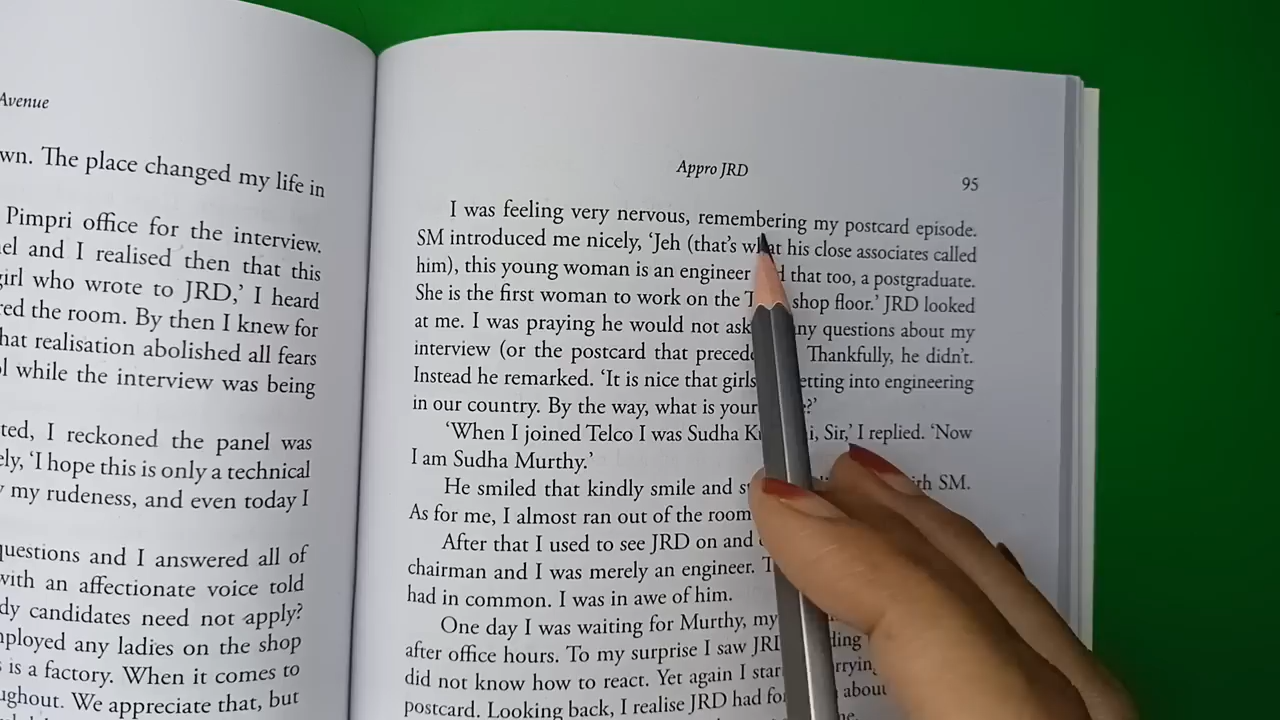 Avenue
wn. The place changed my life in
Pimpri office for the interview.
el and I realised then that this
girl who wrote to JRD,’ I heard
red the room. By then I knew for
hat realisation abolished all fears
l while the interview was being
ted, I reckoned the panel was
ely, ‘I hope this is only a technical
y my rudeness, and even today I
questions and I answered all of
with an affectionate voice told
dy candidates need not apply?
ployed any ladies on the shop
s is a factory. When it comes to
ughout. We appreciate that, but
Appro JRD
95
I was feeling very nervous, remembering my postcard episode.
SM introduced me nicely, ‘Jeh (that’s what his close associates called
him), this young woman is an engineer that too, a postgraduate.
She is the first woman to work on the shop floor.’ JRD looked
at me. I was praying he would not ask questions about my
interview (or the postcard that Thankfully, he didn’t.
Instead he remarked. ‘It is nice that girls etting into engineering
in our country. By the way, what is your
‘When I joined Telco I was Sudha i, Sir,’ I replied. ‘Now
I am Sudha Murthy.’
He smiled that kindly smile and SM.
As for me, I almost ran out of the room
After that I used to see JRD on and
chairman and I was merely an engineer.
had in common. I was in awe of him.
One day I was waiting for Murthy, my
after office hours. To my surprise I saw
did not know how to react. Yet again I
postcard. Looking back, I realise JRD had about